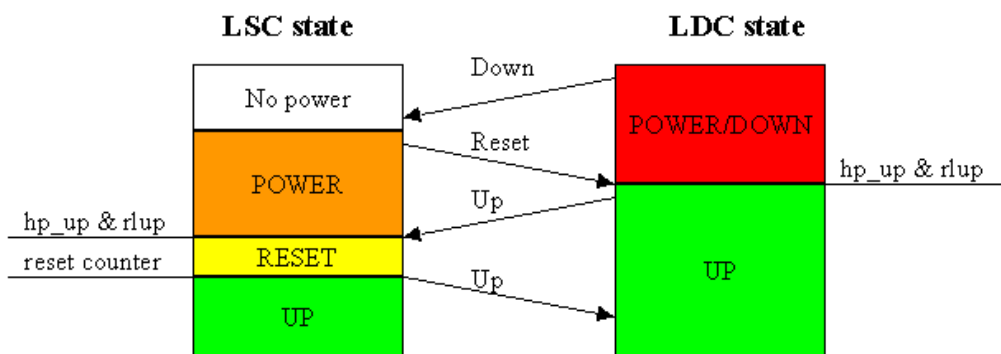 LSC state
LDC state
Down
No power
POWER/DOWN
Reset
hp_up & rlup
POWER
Up
hp_up & rlup
RESET
reset counter
Up
UP
UP